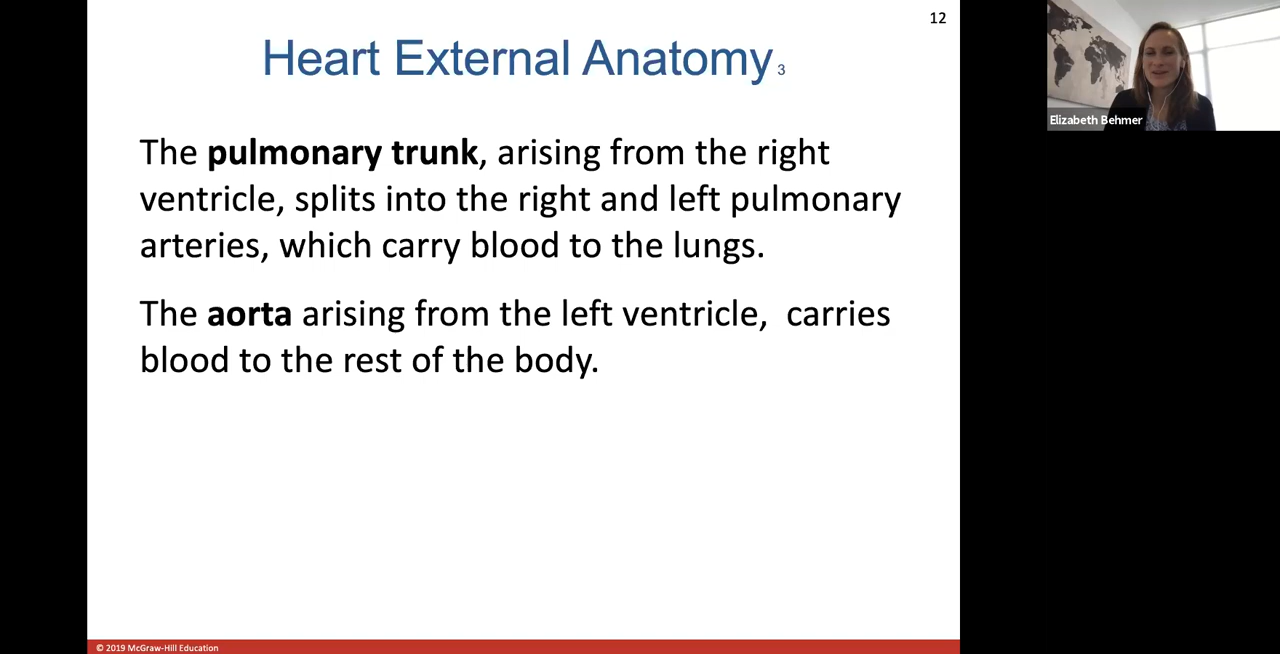 12
Heart External Anatomy 3
The pulmonary trunk, arising from the right
ventricle, splits into the right and left pulmonary
arteries, which carry blood to the lungs.
The aorta arising from the left ventricle,  carries
blood to the rest of the body.
© 2019 McGraw-Hill Education
Elizabeth Behmer